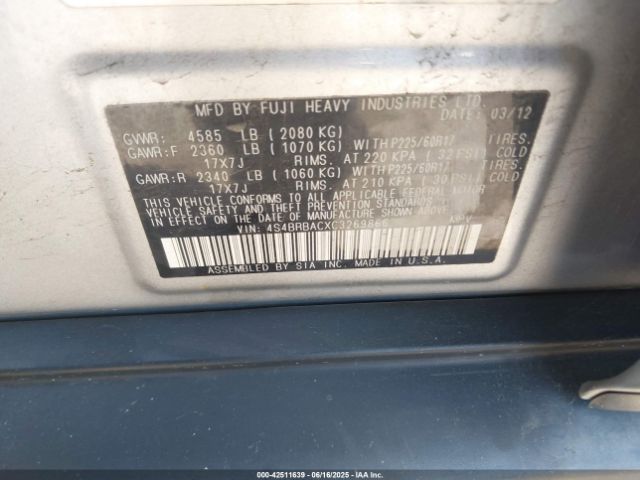 MFD BY FUJI HEAVY INDUSTRIES LTD.
DATE: 03/12
GVWR: 4585 LB (2080 KG)
GAWR:F 2360 LB (1070 KG) WITH P225/60R17 TIRES.
17X7J RIMS. AT 220 KPA ( 32 PSI) COLD
GAWR:R 2340 LB (1060 KG) WITH P225/60R17 TIRES.
17X7J RIMS. AT 210 KPA ( 30 PSI) COLD
THIS VEHICLE CONFORMS TO ALL APPLICABLE FEDERAL MOTOR
VEHICLE SAFETY AND THEFT PREVENTION STANDARDS IN EFFECT
ON THE DATE OF MANUFACTURE SHOWN ABOVE.
VIN: 4S4BRBACXC3269866 MPV
ASSEMBLED BY SIA INC. MADE IN U.S.A.
000-42511639 - 06/16/2025 - IAAI.COM